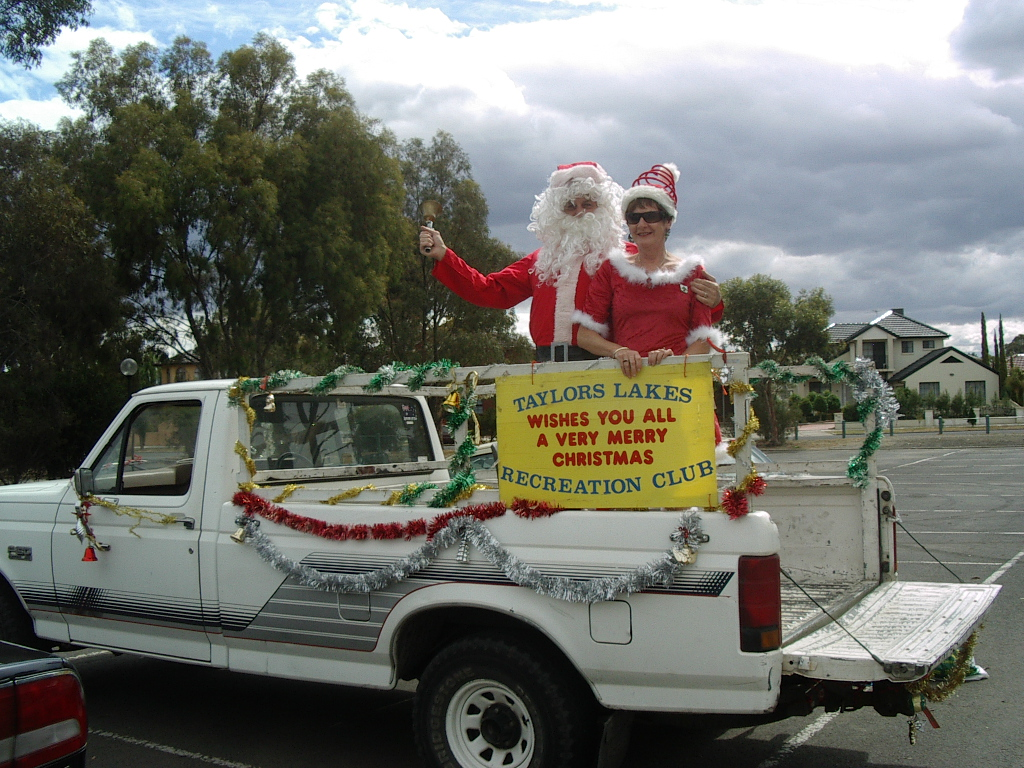 TAYLORS LAKES
WISHES YOU ALL
A VERY MERRY
CHRISTMAS
RECREATION CLUB